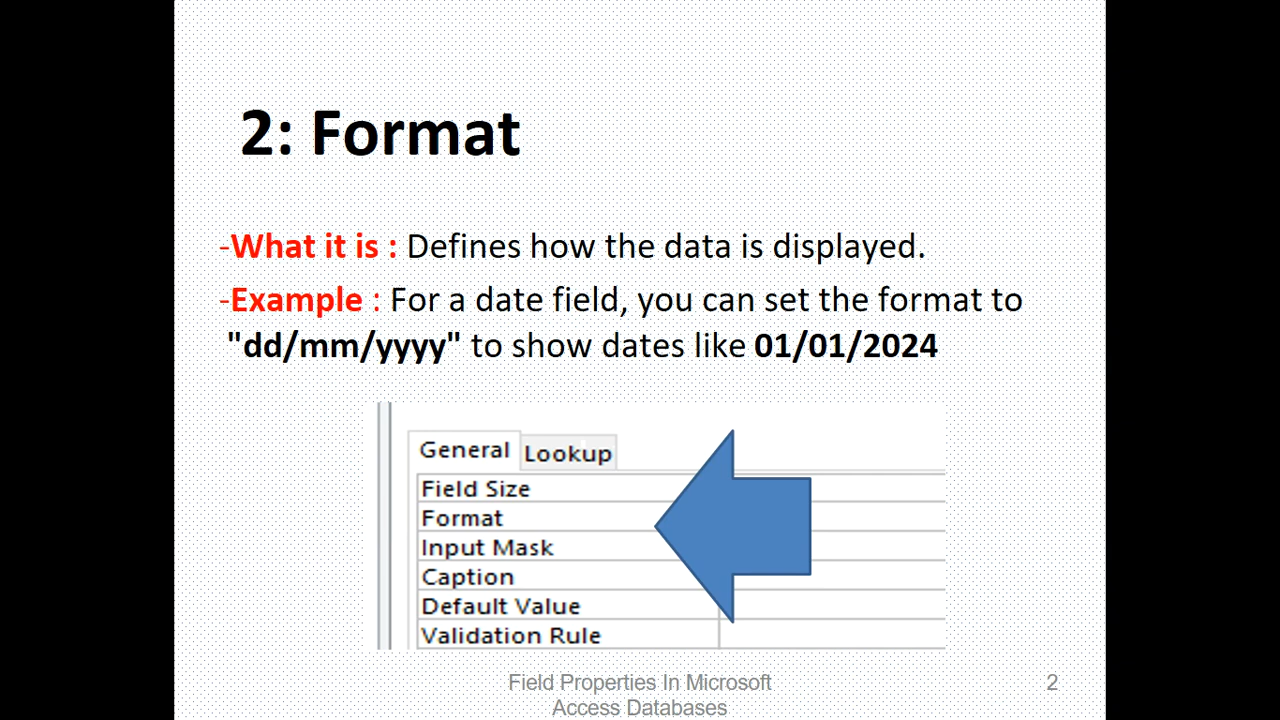 2: Format
-What it is : Defines how the data is displayed.
-Example : For a date field, you can set the format to
"dd/mm/yyyy" to show dates like 01/01/2024
General Lookup
Field Size
Format
Input Mask
Caption
Default Value
Validation Rule
Field Properties In Microsoft
Access Databases
2